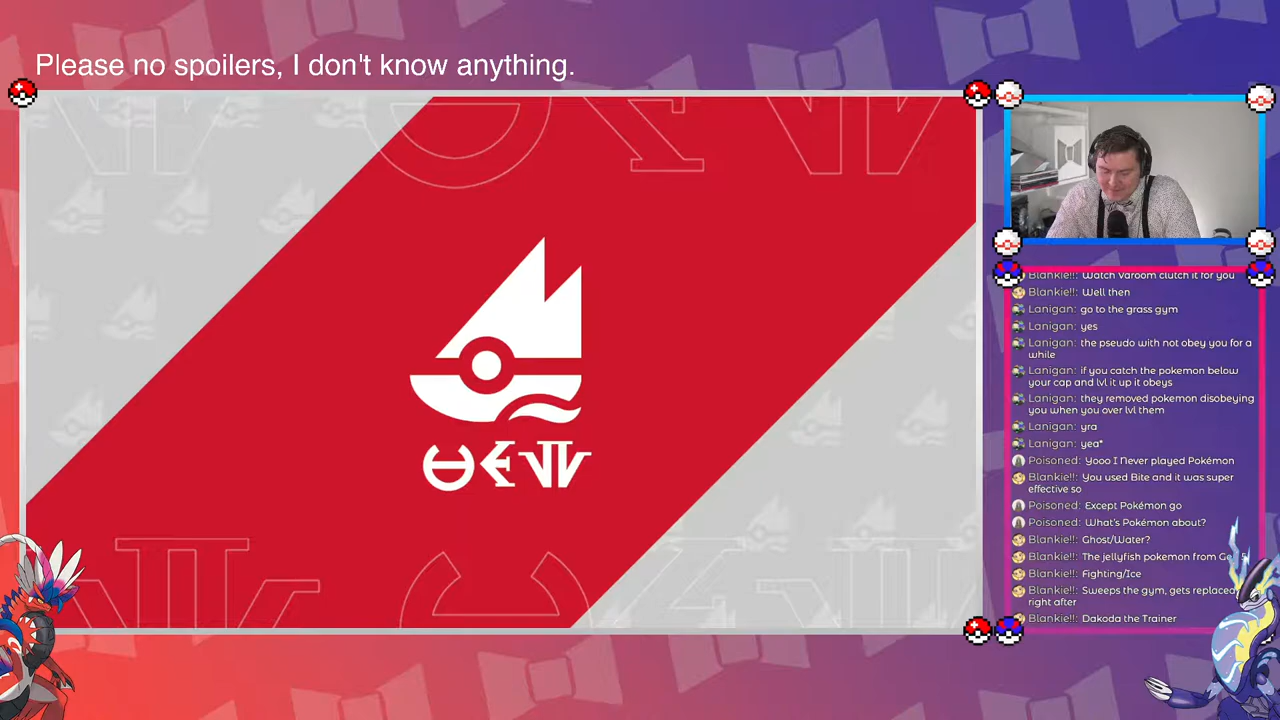 Please no spoilers, I don't know anything.
Blankie!!: Watch Varoom clutch it for you
Blankie!!: Well then
Lanigan: go to the grass gym
Lanigan: yes
Lanigan: the pseudo with not obey you for a
while
Lanigan: if you catch the pokemon below
your cap and lvl it up it obeys
Lanigan: they removed pokemon disobeying
you when you over lvl them
Lanigan: yra
Lanigan: yea*
Poisoned: Yooo I Never played Pokémon
Blankie!!: You used Bite and it was super
effective so
Poisoned: Except Pokémon go
Poisoned: What's Pokémon about?
Blankie!!: Ghost/Water?
Blankie!!: The jellyfish pokemon from
Blankie!!: Fighting/Ice
Blankie!!: Sweeps the gym, gets replaced
right after
Blankie!!: Dakoda the Trainer